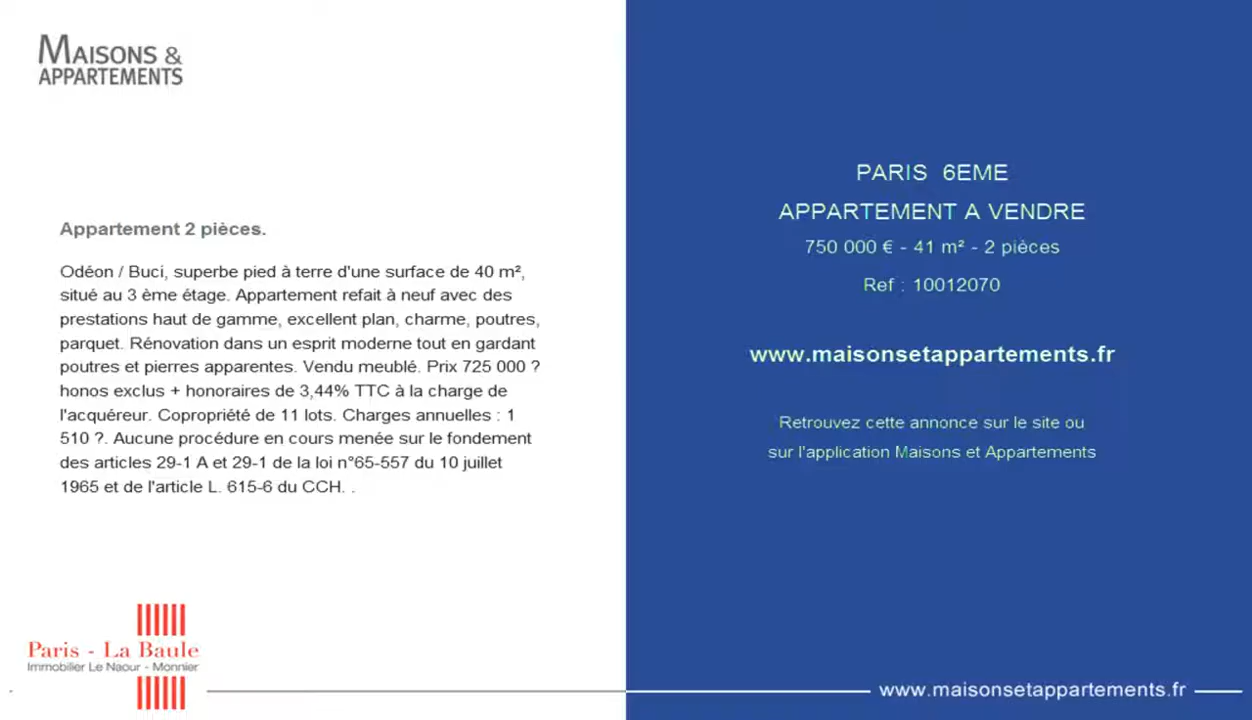 MAISONS &
APPARTEMENTS
Appartement 2 pièces.
Odéon / Buci, superbe pied à terre d'une surface de 40 m²,
situé au 3 ème étage. Appartement refait à neuf avec des
prestations haut de gamme, excellent plan, charme, poutres,
parquet. Rénovation dans un esprit moderne tout en gardant
poutres et pierres apparentes. Vendu meublé. Prix 725 000 ?
honos exclus + honoraires de 3,44% TTC à la charge de
l'acquéreur. Copropriété de 11 lots. Charges annuelles : 1
510 ?. Aucune procédure en cours menée sur le fondement
des articles 29-1 A et 29-1 de la loi n°65-557 du 10 juillet
1965 et de l'article L. 615-6 du CCH. .
Paris - La Baule
Immobilier Le Naour - Monnier
PARIS 6EME
APPARTEMENT A VENDRE
750 000 € - 41 m² - 2 pièces
Ref : 10012070
www.maisonsetappartements.fr
Retrouvez cette annonce sur le site ou
sur l'application Maisons et Appartements
www.maisonsetappartements.fr